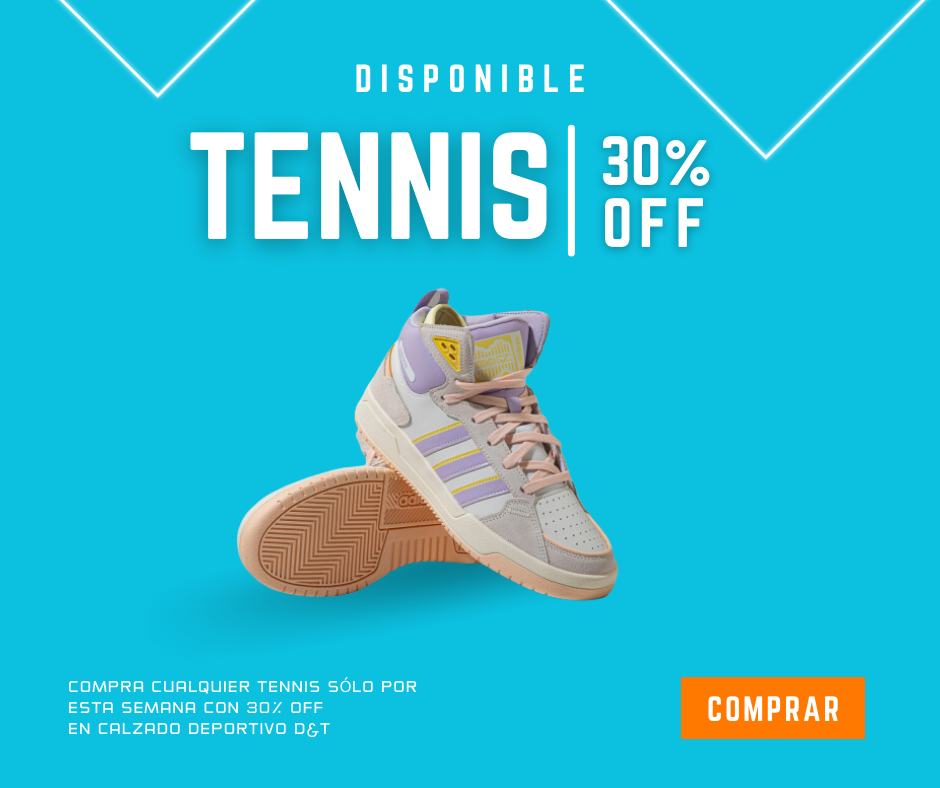 DISPONIBLE
TENNIS
30%
OFF
COMPRA CUALQUIER TENNIS SÓLO POR
ESTA SEMANA CON 30% OFF
EN CALZADO DEPORTIVO D&T
COMPRAR